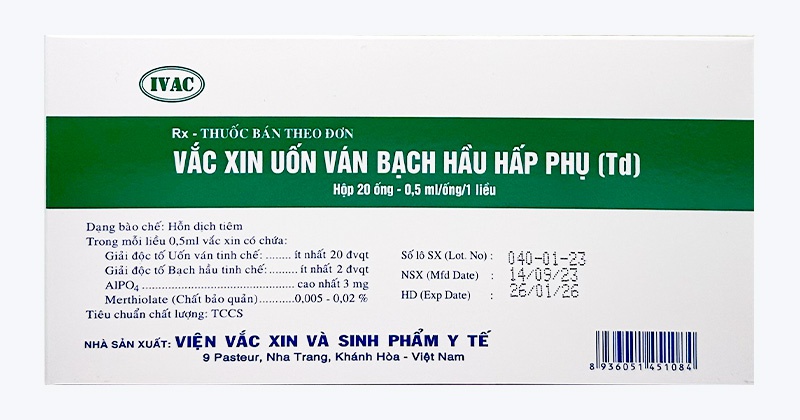 IVAC
Rx - THUỐC BÁN THEO ĐƠN
VẮC XIN UỐN VÁN BẠCH HẦU HẤP PHỤ (Td)
Hộp 20 ống - 0,5 ml/ống/1 liều
Dạng bào chế: Hỗn dịch tiêm
Trong mỗi liều 0,5ml vắc xin có chứa:
Giải độc tố Uốn ván tinh chế:........ ít nhất 20 đvqt
Giải độc tố Bạch hầu tinh chế:....... ít nhất 2 đvqt
AlPO₄ ........................................ cao nhất 3 mg
Merthiolate (Chất bảo quản)..........0,005 - 0,02 %
Tiêu chuẩn chất lượng: TCCS
Số lô SX (Lot. No) : 040-01-23
NSX (Mfd Date) : 14/09/23
HD (Exp Date) : 26/01/26
NHÀ SẢN XUẤT: VIỆN VẮC XIN VÀ SINH PHẨM Y TẾ
9 Pasteur, Nha Trang, Khánh Hòa - Việt Nam
8 936051 451084